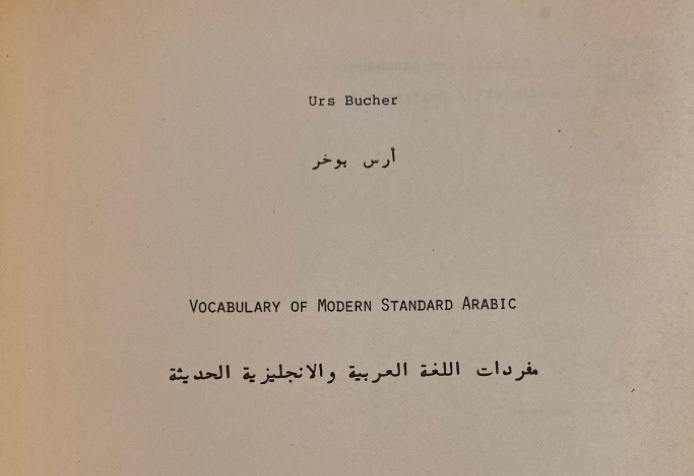 Urs Bucher
أرس بوخر
VOCABULARY OF MODERN STANDARD ARABIC
مفردات اللغة العربية والانجليزية الحديثة